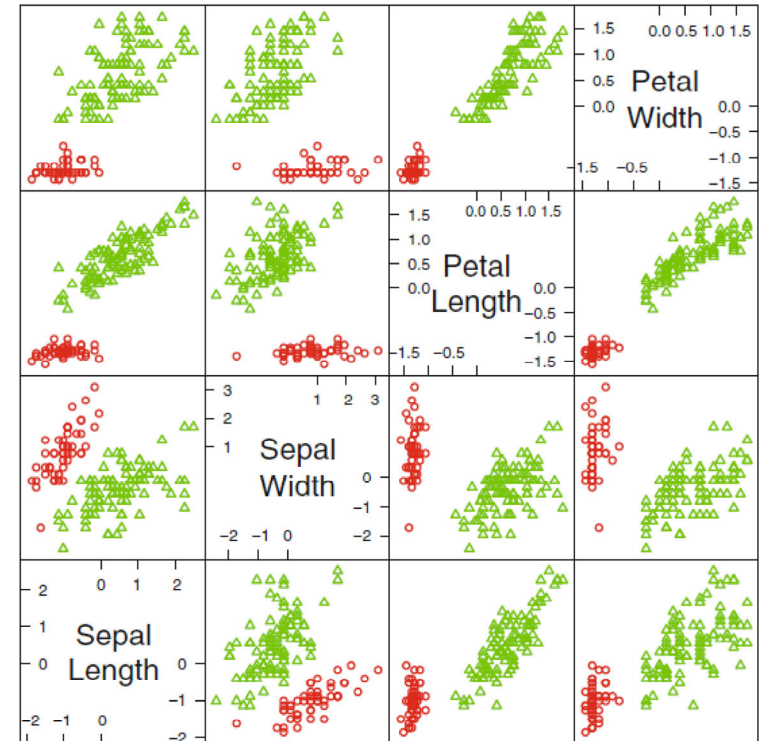 1.5 0.0 0.5 1.0 1.5
1.0
0.5 Petal
0.0 Width 0.0
−0.5
−1.0
−1.5 −0.5 −1.5
1.5 0.0 0.5 1.0 1.5
1.0
0.5 Petal
0.0 Length 0.0
−0.5
−1.0
−1.5 −0.5 −1.5
3 1 2 3
2
1 Sepal
Width 0
−1
−2 −1 0 −2
2 0 1 2
1 Sepal
0 Length 0
−1
−2 −1 0 −2